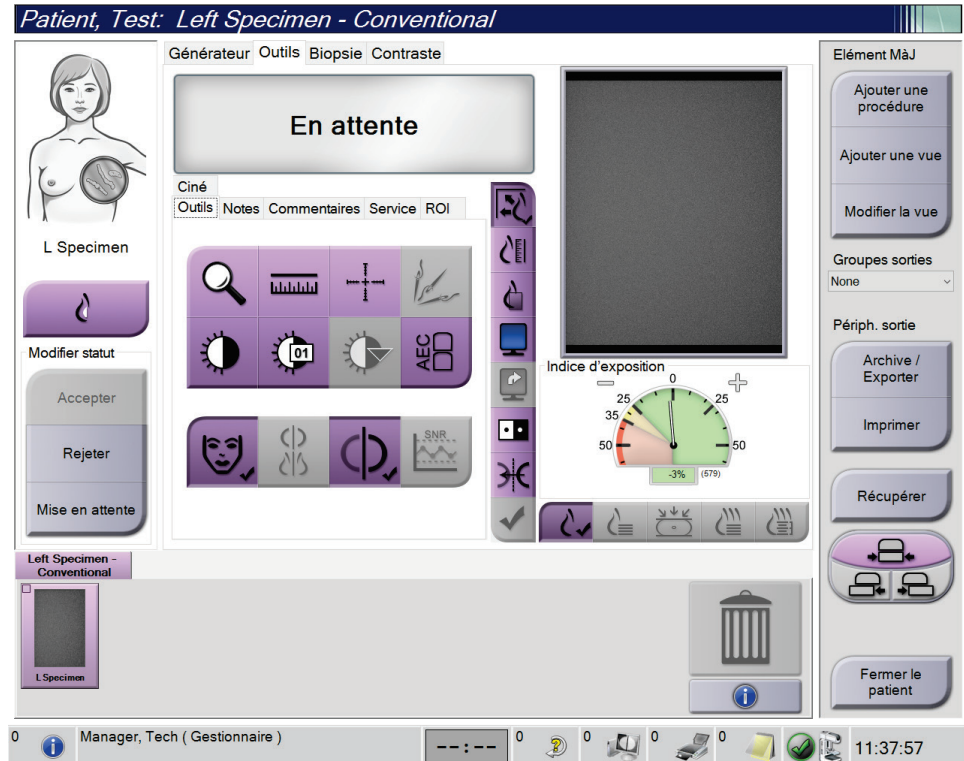 Patient, Test: Left Specimen - Conventional
Générateur Outils Biopsie Contraste
En attente
Ciné
Outils Notes Commentaires Service ROI
01
AEC
SNR
L Specimen
Modifier statut
Accepter
Rejeter
Mise en attente
Indice d'exposition
0
25 25
35
50 50
-3% (579)
Elément MàJ
Ajouter une
procédure
Ajouter une vue
Modifier la vue
Groupes sorties
None
Périph. sortie
Archive /
Exporter
Imprimer
Récupérer
Fermer le
patient
Left Specimen -
Conventional
L Specimen
0 Manager, Tech ( Gestionnaire ) --:-- 0 0 0 0 11:37:57